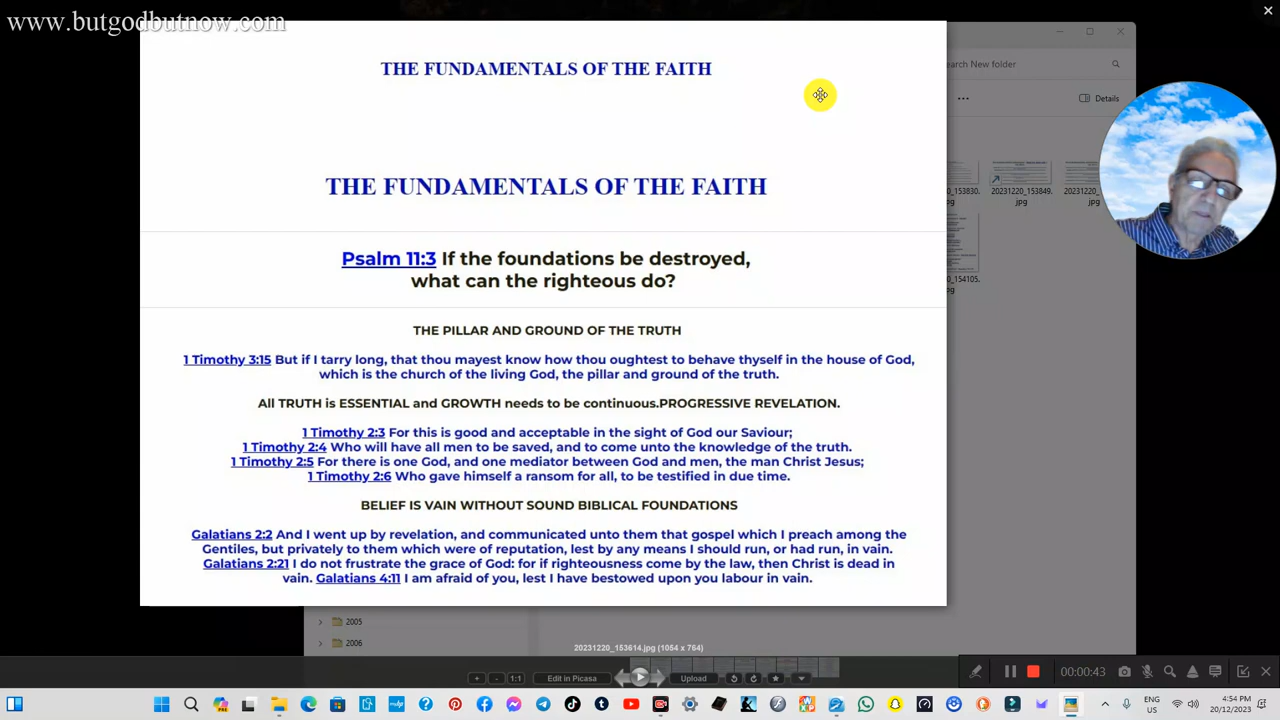 www.butgodbutnow.com
THE FUNDAMENTALS OF THE FAITH
earch New folder
Details
THE FUNDAMENTALS OF THE FAITH
_153830.
20231220_153849.
jpg
20231220_
Psalm 11:3 If the foundations be destroyed,
what can the righteous do?
_154105.
THE PILLAR AND GROUND OF THE TRUTH
1 Timothy 3:15 But if I tarry long, that thou mayest know how thou oughtest to behave thyself in the house of God,
which is the church of the living God, the pillar and ground of the truth.
All TRUTH is ESSENTIAL and GROWTH needs to be continuous.PROGRESSIVE REVELATION.
1 Timothy 2:3 For this is good and acceptable in the sight of God our Saviour;
1 Timothy 2:4 Who will have all men to be saved, and to come unto the knowledge of the truth.
1 Timothy 2:5 For there is one God, and one mediator between God and men, the man Christ Jesus;
1 Timothy 2:6 Who gave himself a ransom for all, to be testified in due time.
BELIEF IS VAIN WITHOUT SOUND BIBLICAL FOUNDATIONS
Galatians 2:2 And I went up by revelation, and communicated unto them that gospel which I preach among the
Gentiles, but privately to them which were of reputation, lest by any means I should run, or had run, in vain.
Galatians 2:21 I do not frustrate the grace of God: for if righteousness come by the law, then Christ is dead in
vain. Galatians 4:11 I am afraid of you, lest I have bestowed upon you labour in vain.
2005
2006
20231220_153614.jpg (1054 x 764)
1:1
Edit in Picasa
Upload
00:00:43
ENG
US
4:54 PM
20/12/2023